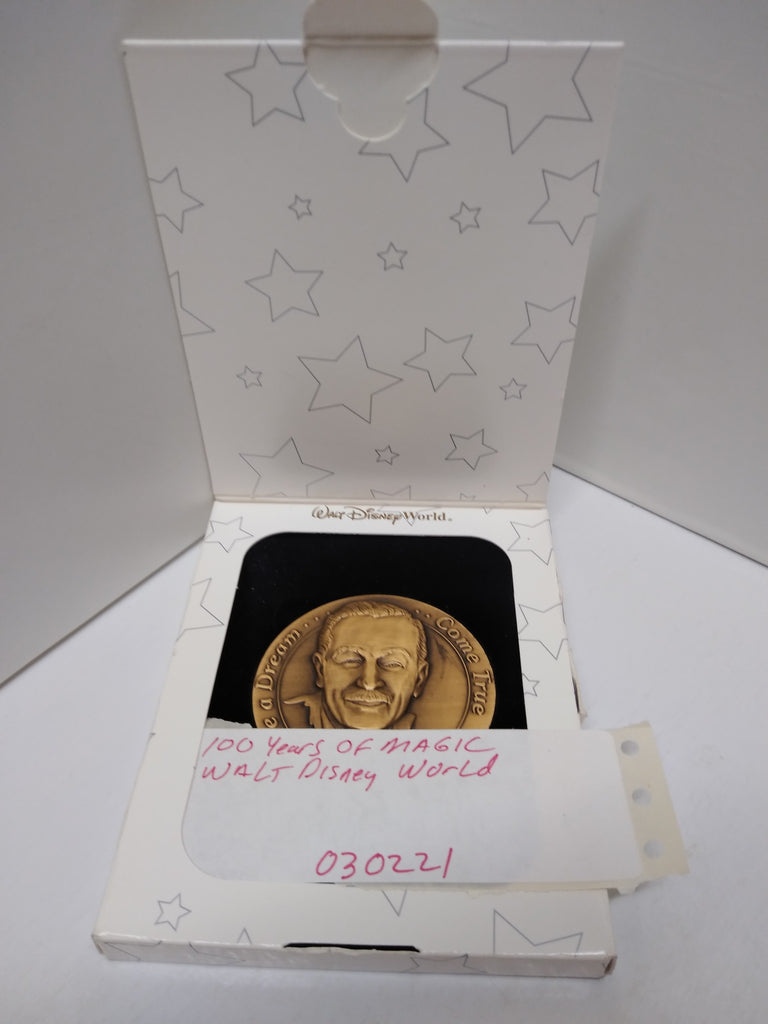 Walt Disney World.
e a Dream . . . Come True
100 Years OF MAGIC
WALT Disney World
030221